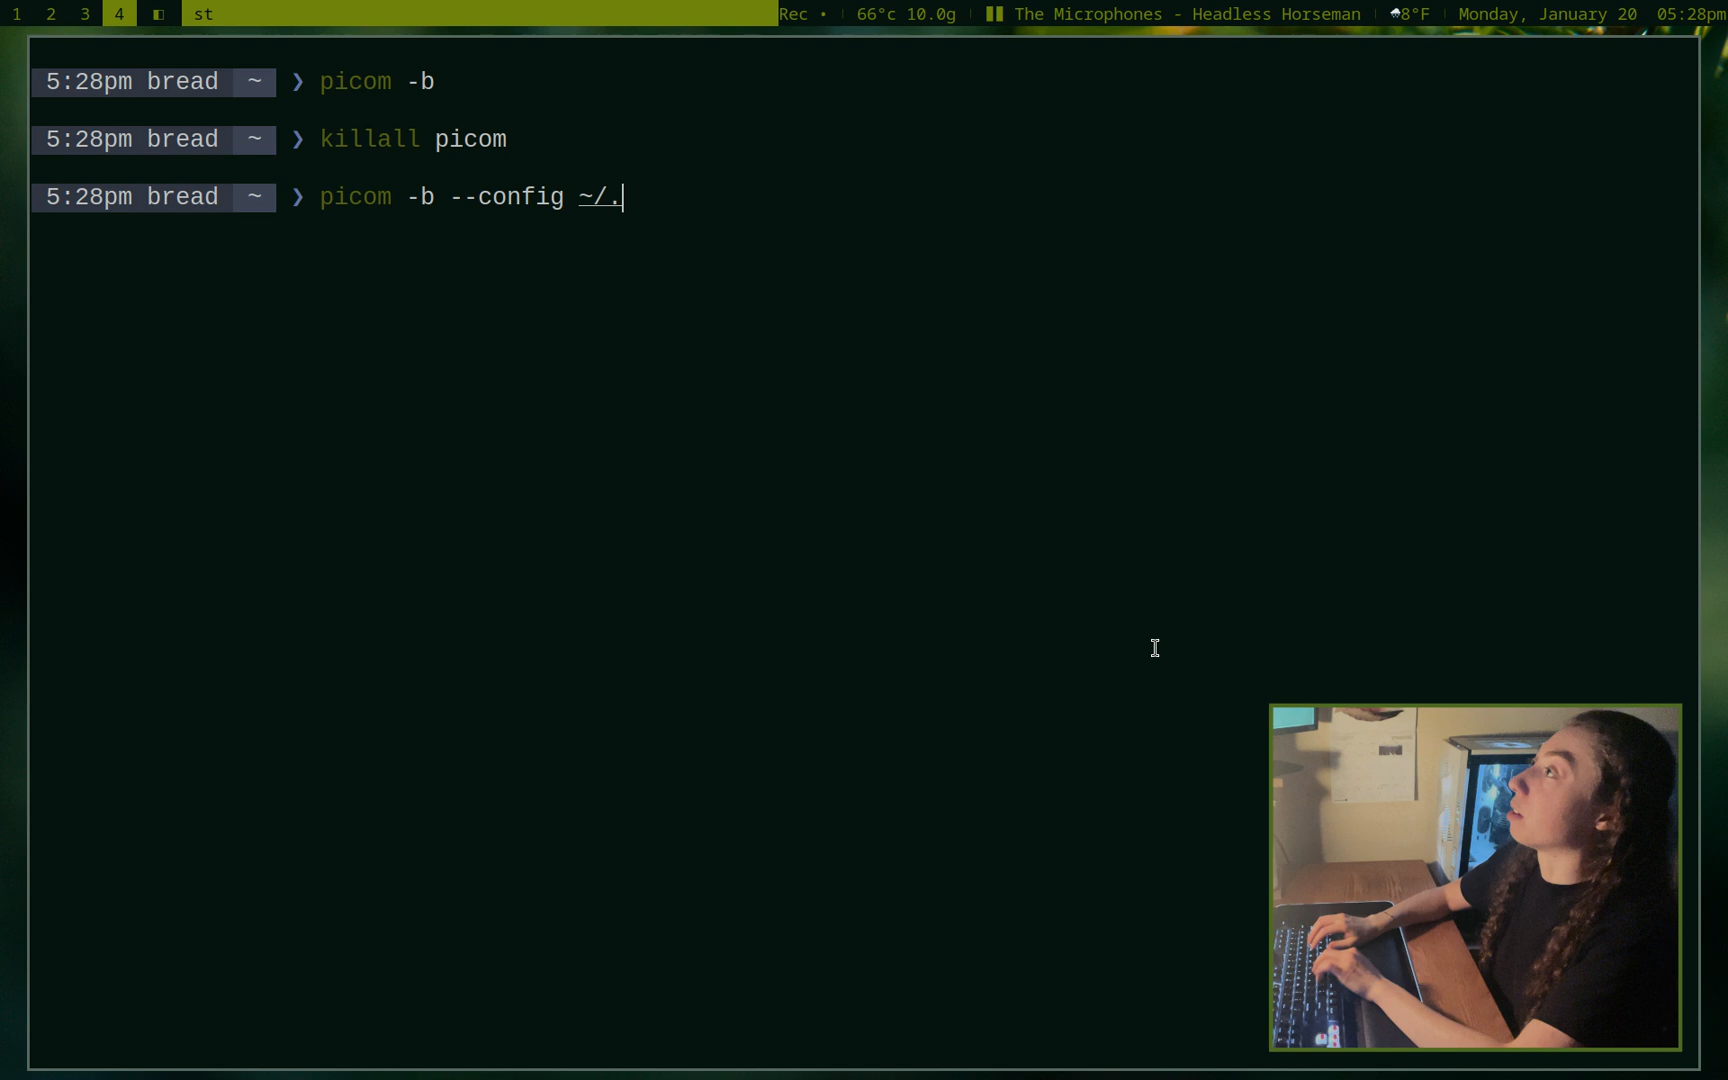 1 2 3 4 st Rec • 66°c 10.0g The Microphones - Headless Horseman 8°F Monday, January 20 05:28pm
5:28pm bread ~ ❯ picom -b
5:28pm bread ~ ❯ killall picom
5:28pm bread ~ ❯ picom -b --config ~/.